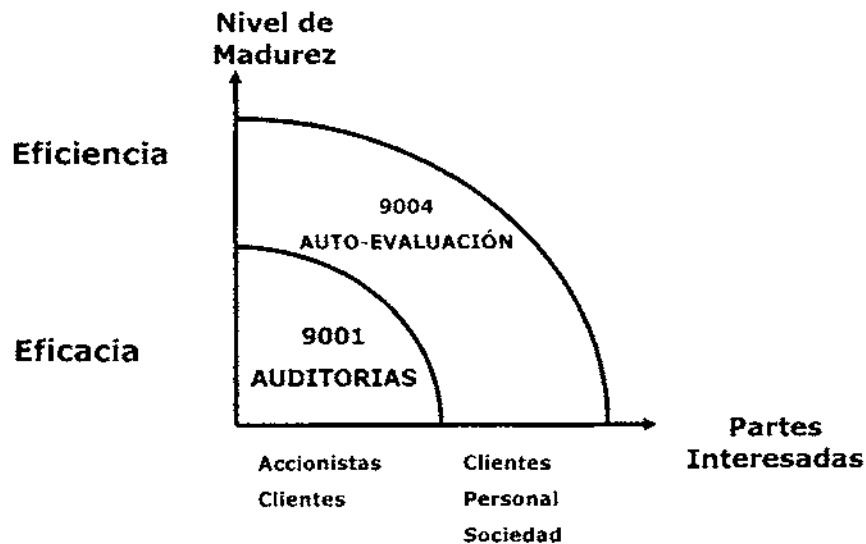 Nivel de
Madurez
Eficiencia
9004
AUTO-EVALUACIÓN
9001
Eficacia
AUDITORIAS
Partes
Interesadas
Accionistas
Clientes
Clientes
Personal
Sociedad